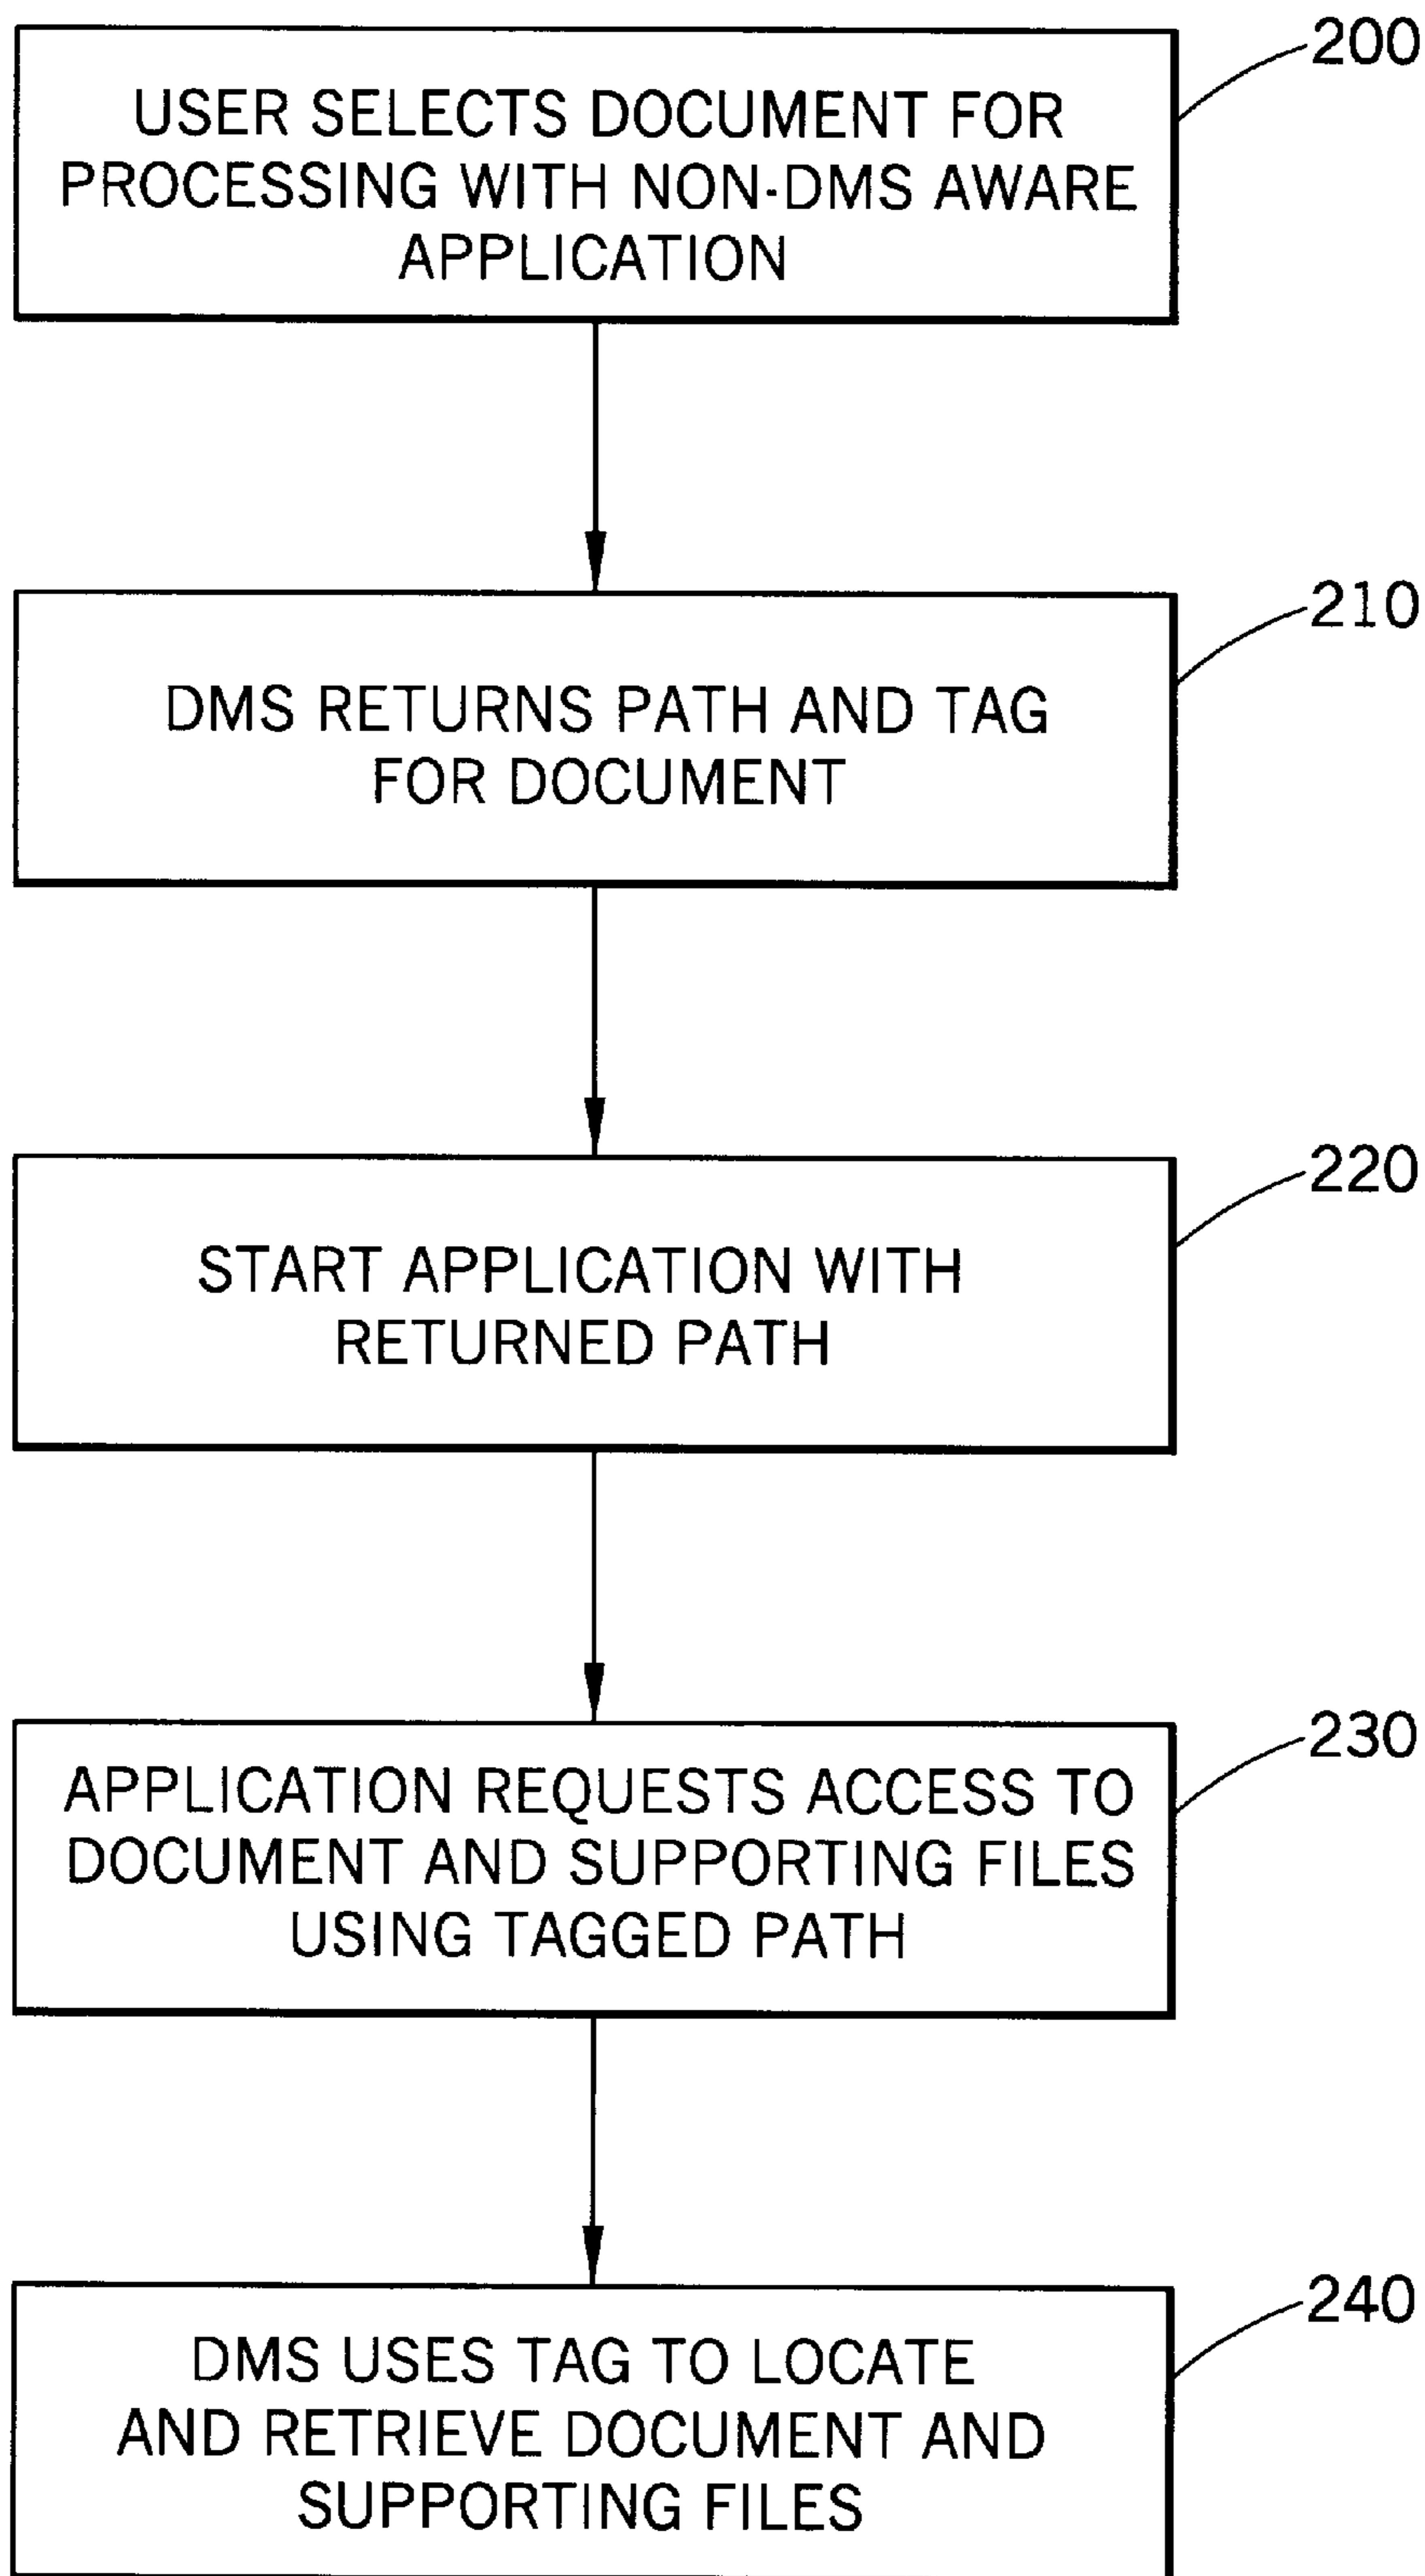 200
USER SELECTS DOCUMENT FOR
PROCESSING WITH NON-DMS AWARE
APPLICATION
210
DMS RETURNS PATH AND TAG
FOR DOCUMENT
220
START APPLICATION WITH
RETURNED PATH
230
APPLICATION REQUESTS ACCESS TO
DOCUMENT AND SUPPORTING FILES
USING TAGGED PATH
240
DMS USES TAG TO LOCATE
AND RETRIEVE DOCUMENT AND
SUPPORTING FILES